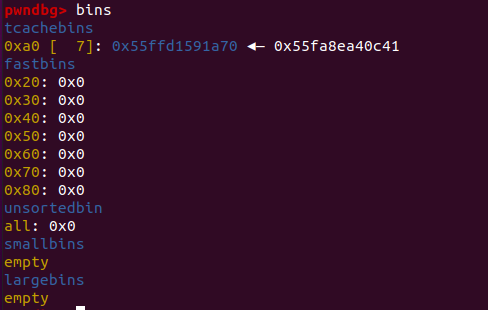 pwndbg> bins
tcachebins
0xa0 [  7]: 0x55ffd1591a70 ◂— 0x55fa8ea40c41
fastbins
0x20: 0x0
0x30: 0x0
0x40: 0x0
0x50: 0x0
0x60: 0x0
0x70: 0x0
0x80: 0x0
unsortedbin
all: 0x0
smallbins
empty
largebins
empty